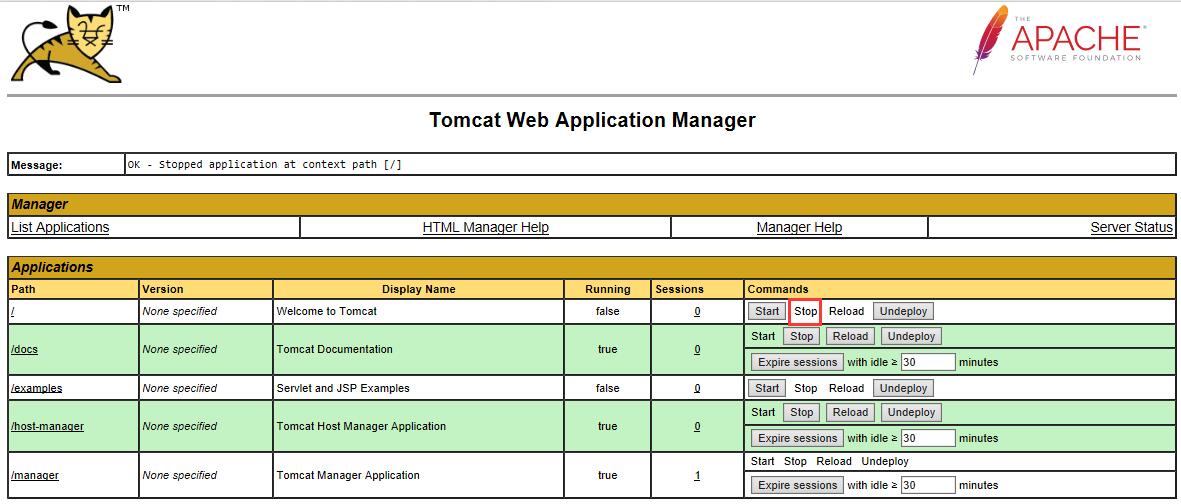 TM
THE
APACHE®
SOFTWARE FOUNDATION
Tomcat Web Application Manager
Message: OK - Stopped application at context path [/]
Manager
List Applications HTML Manager Help Manager Help Server Status
Applications
Path Version Display Name Running Sessions Commands
/ None specified Welcome to Tomcat false 0 Start Stop Reload Undeploy
/docs None specified Tomcat Documentation true 0 Start Stop Reload Undeploy
Expire sessions with idle ≥ 30 minutes
/examples None specified Servlet and JSP Examples false 0 Start Stop Reload Undeploy
/host-manager None specified Tomcat Host Manager Application true 0 Start Stop Reload Undeploy
Expire sessions with idle ≥ 30 minutes
/manager None specified Tomcat Manager Application true 1 Start Stop Reload Undeploy
Expire sessions with idle ≥ 30 minutes